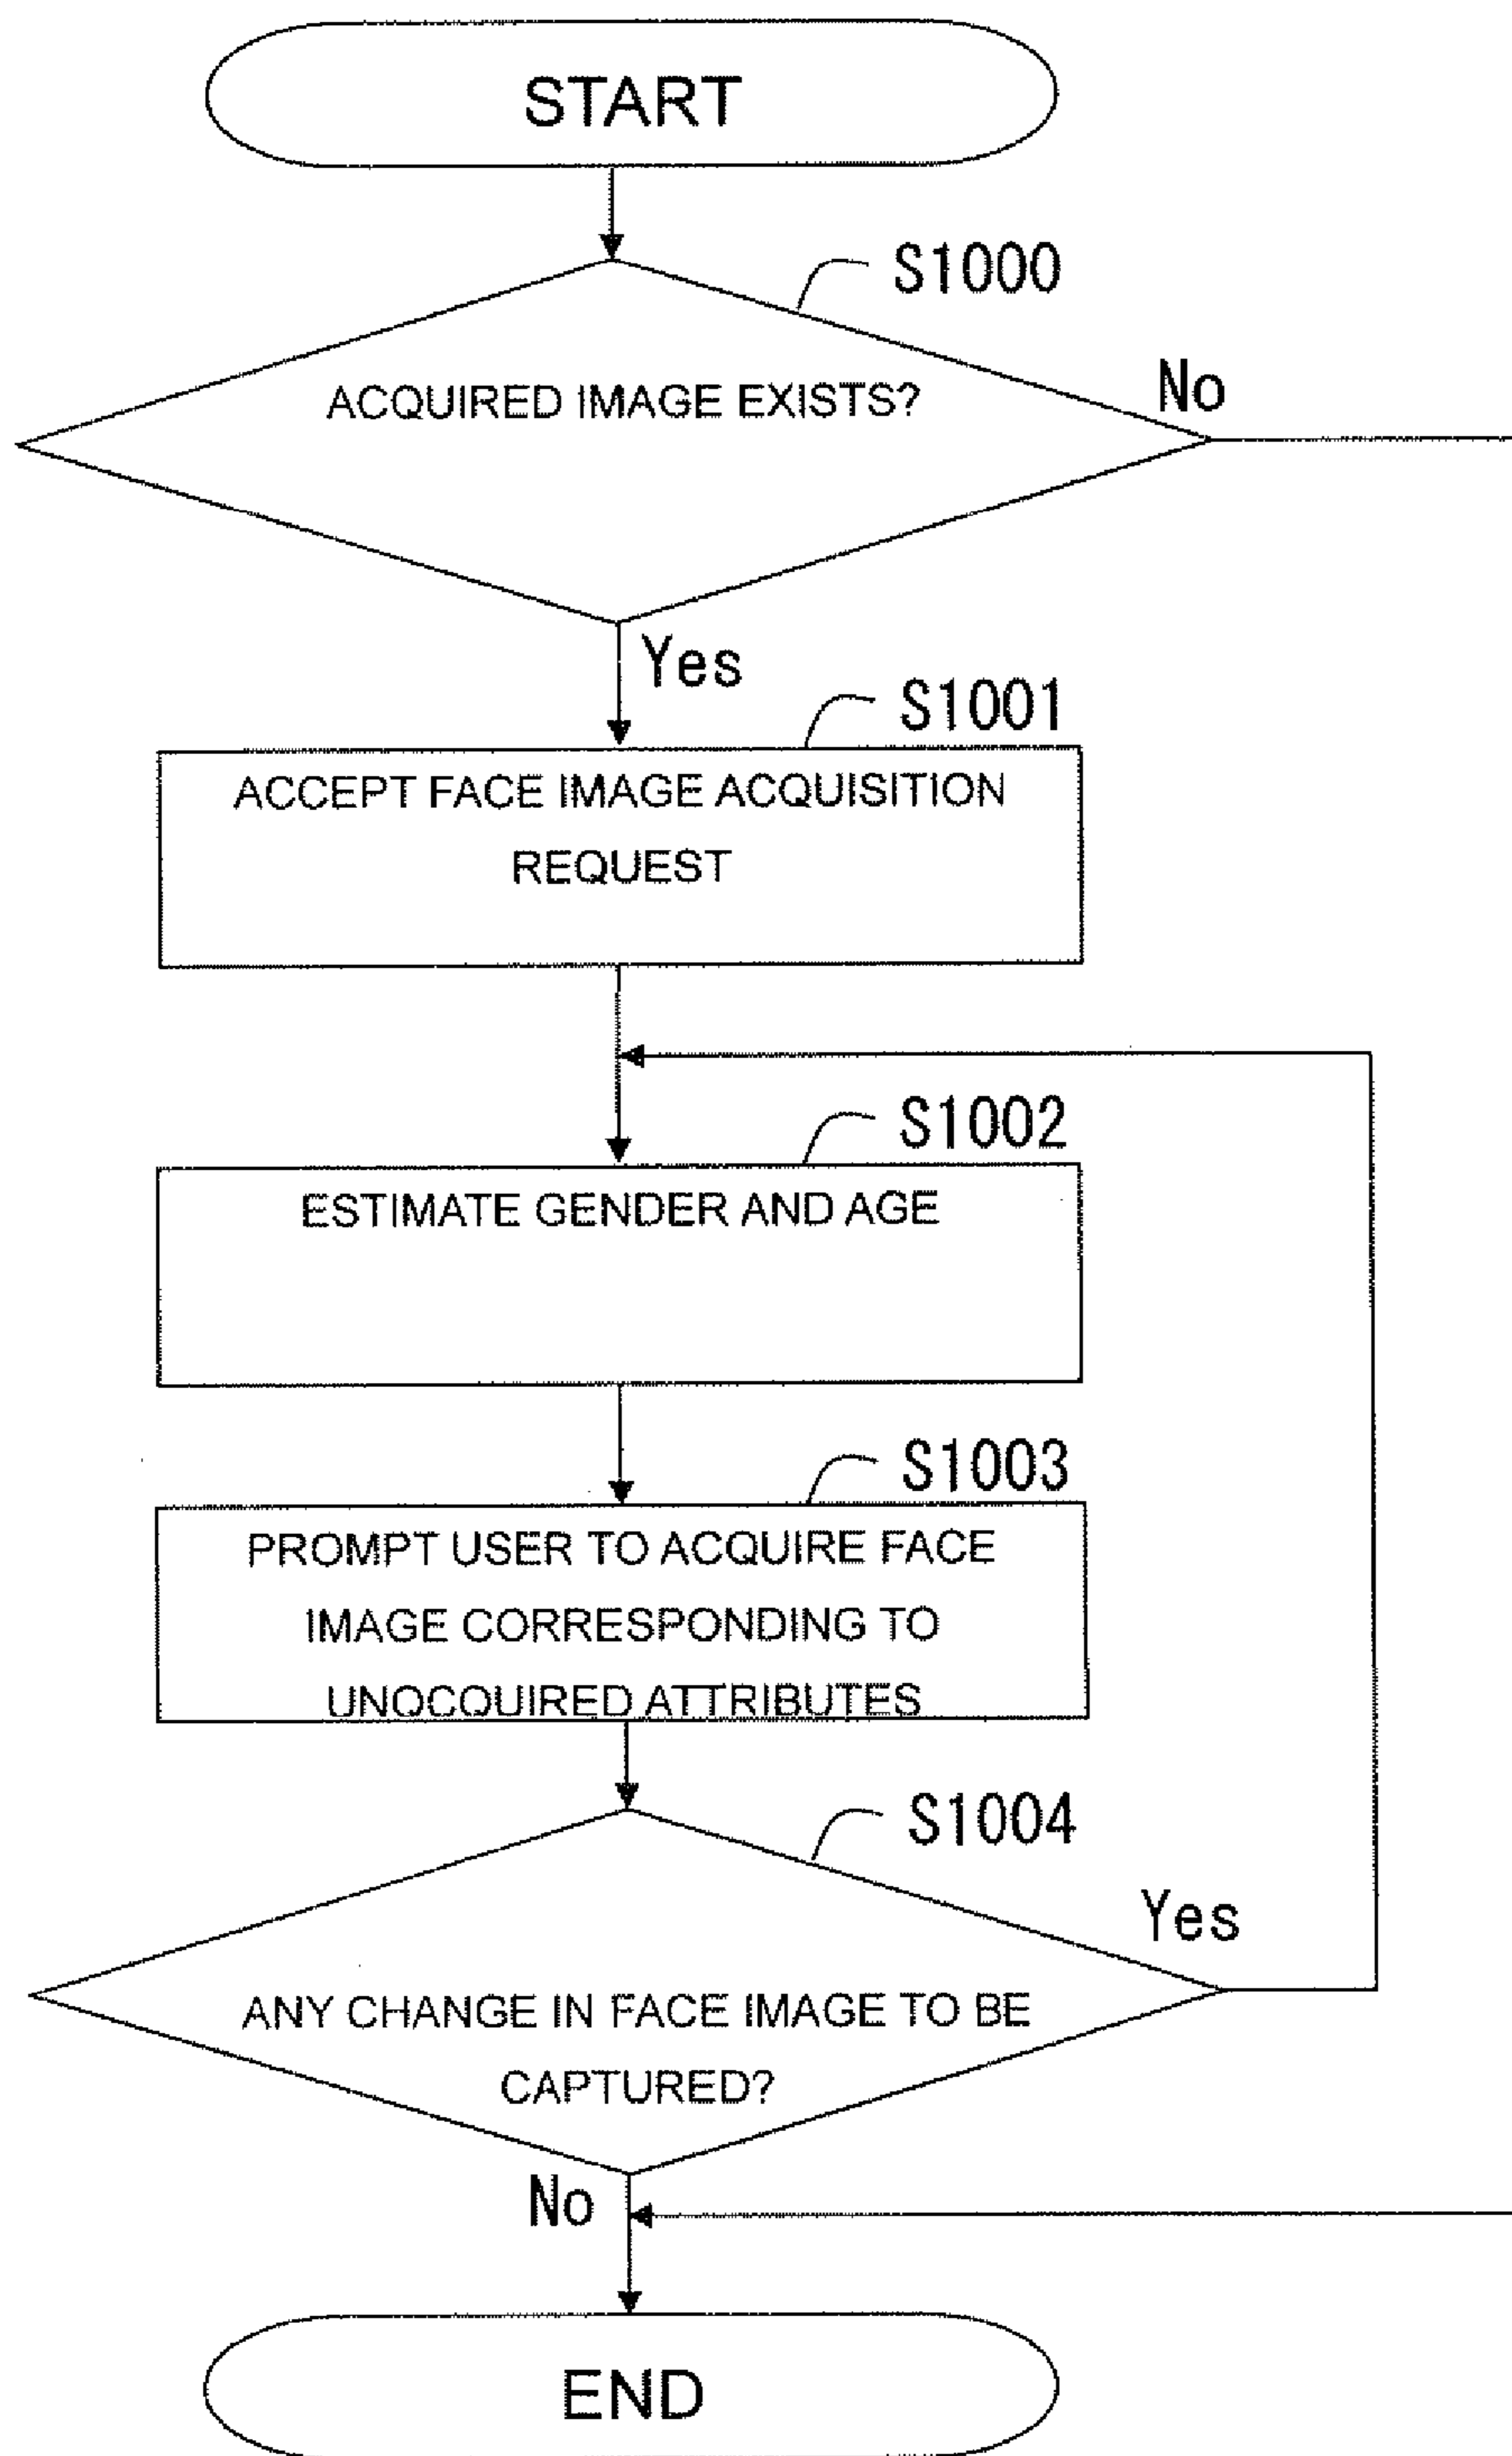 START
S1000
ACQUIRED IMAGE EXISTS?
No
Yes
S1001
ACCEPT FACE IMAGE ACQUISITION
REQUEST
S1002
ESTIMATE GENDER AND AGE
S1003
PROMPT USER TO ACQUIRE FACE
IMAGE CORRESPONDING TO
UNQCQUIRED ATTRIBUTES
S1004
Yes
ANY CHANGE IN FACE IMAGE TO BE
CAPTURED?
No
END